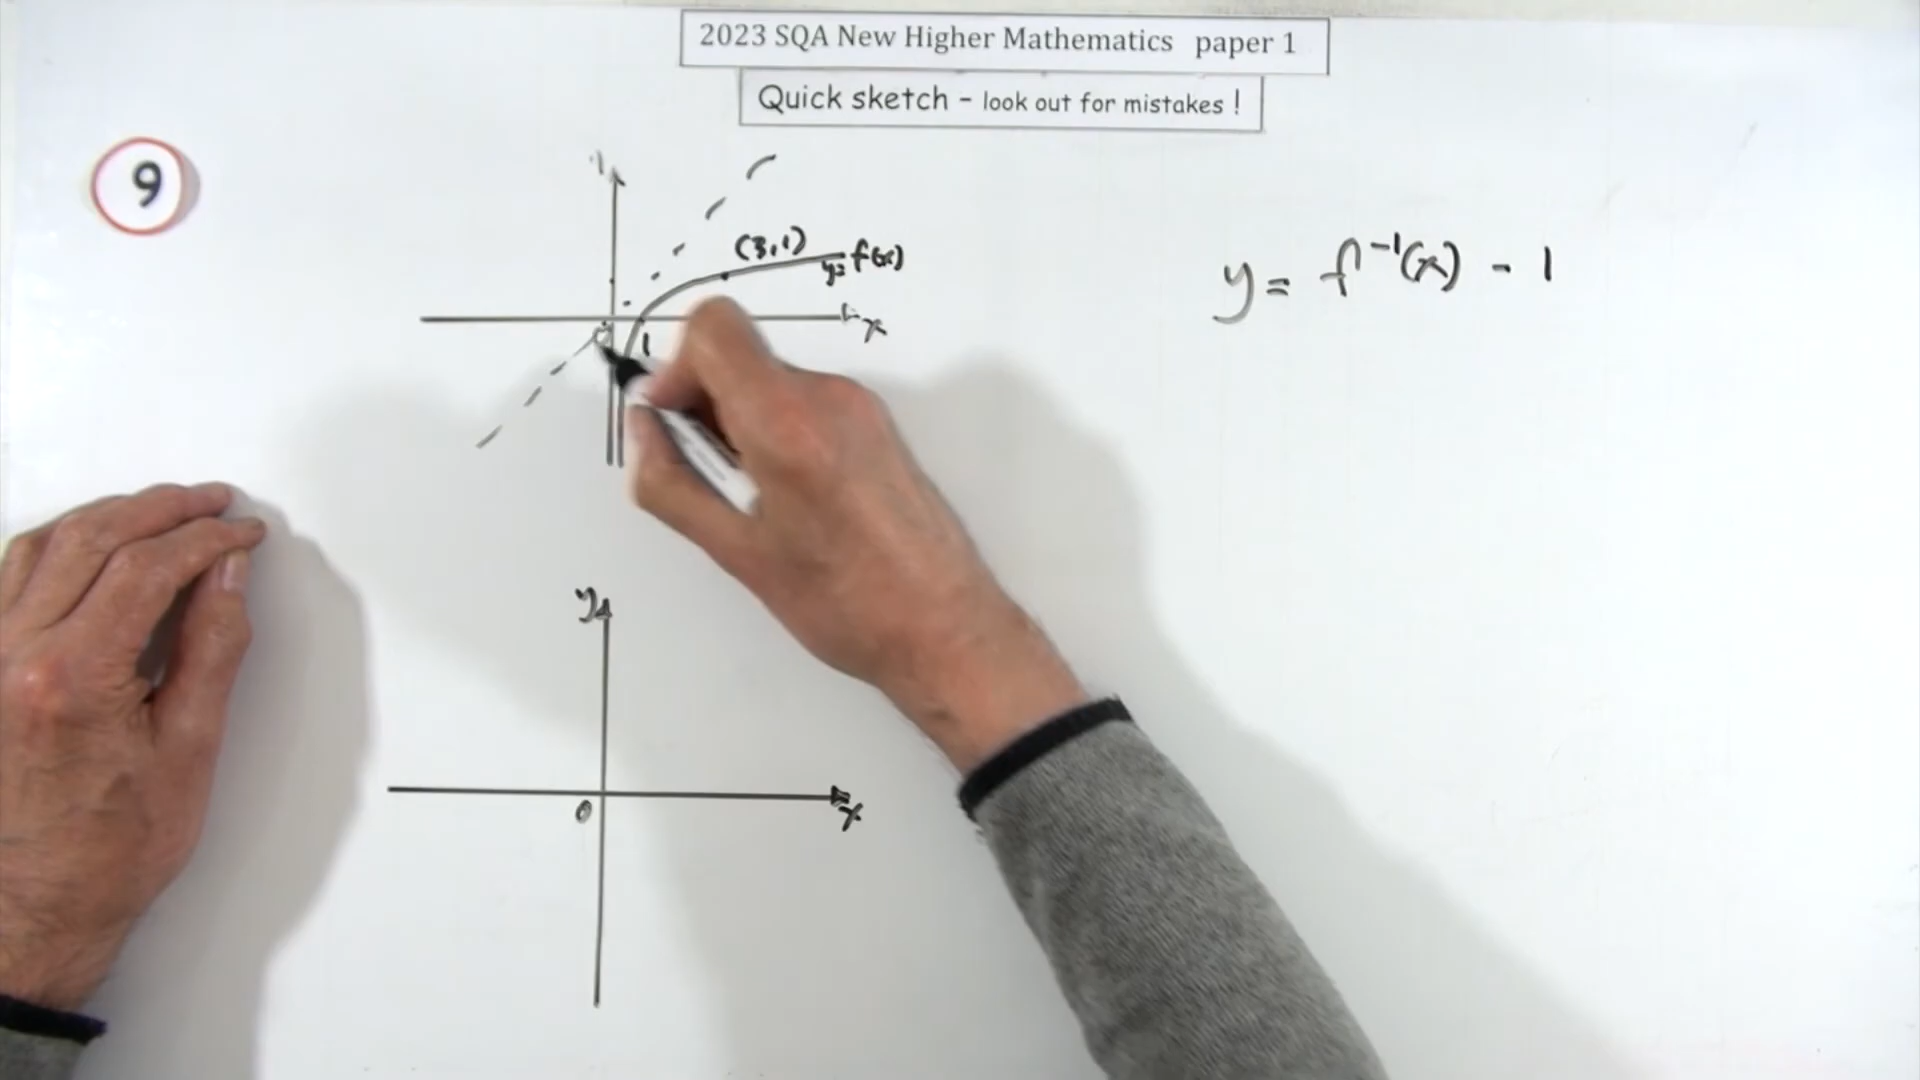 2023 SQA New Higher Mathematics paper 1
Quick sketch - look out for mistakes !
9
(3,1)
y= f(x)
y = f⁻¹(x) - 1
x
1
y
0
x